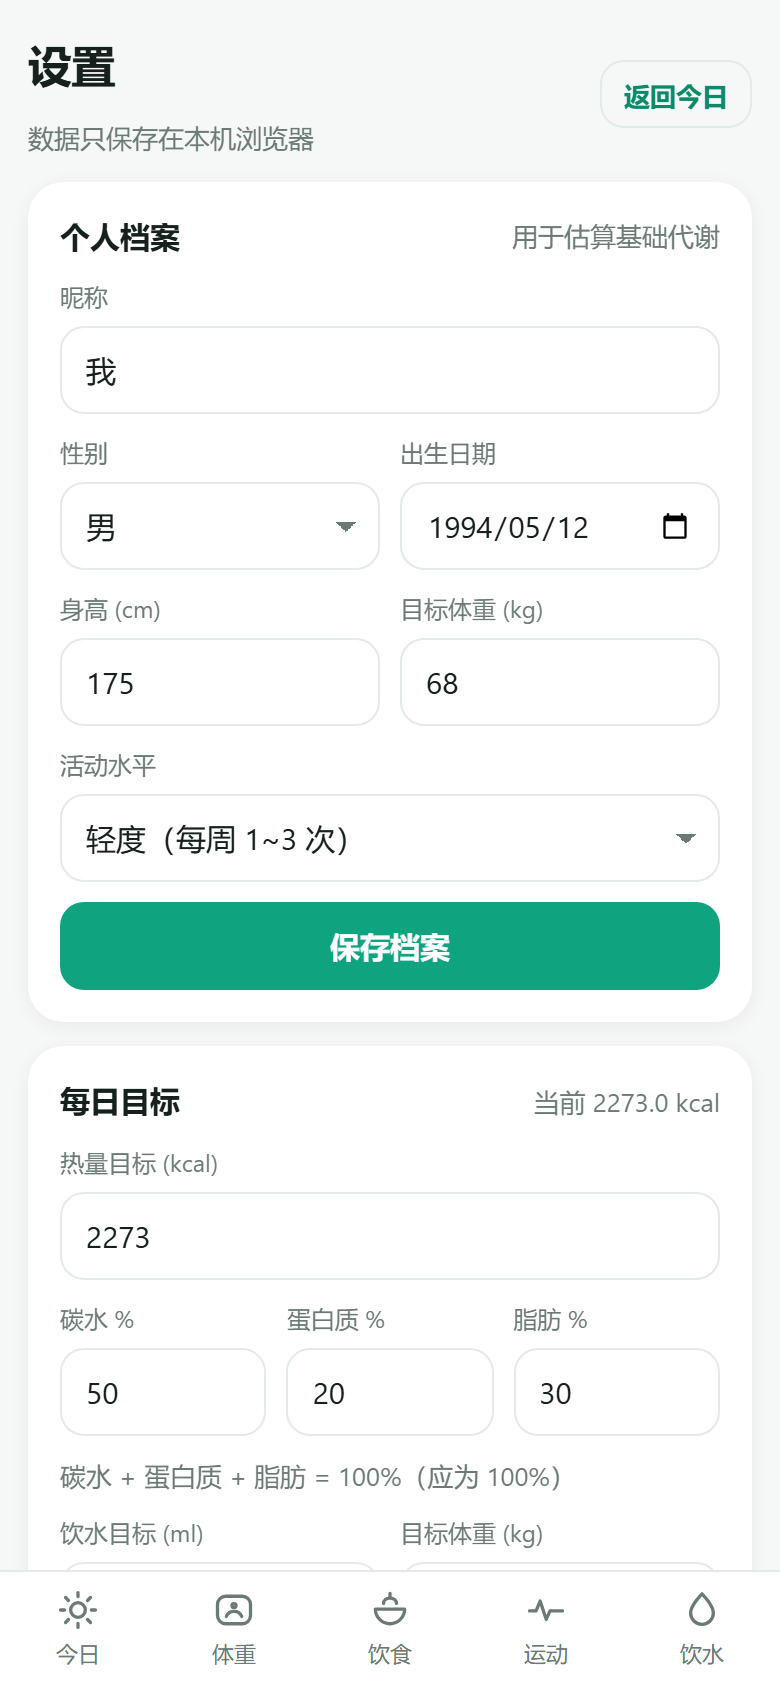 设置
返回今日
数据只保存在本机浏览器
个人档案
用于估算基础代谢
昵称
我
性别
出生日期
男
1994/05/12
身高 (cm)
目标体重 (kg)
175
68
活动水平
轻度（每周 1~3 次）
保存档案
每日目标
当前 2273.0 kcal
热量目标 (kcal)
2273
碳水 %
蛋白质 %
脂肪 %
50
20
30
碳水 + 蛋白质 + 脂肪 = 100%（应为 100%）
饮水目标 (ml)
目标体重 (kg)
今日
体重
饮食
运动
饮水